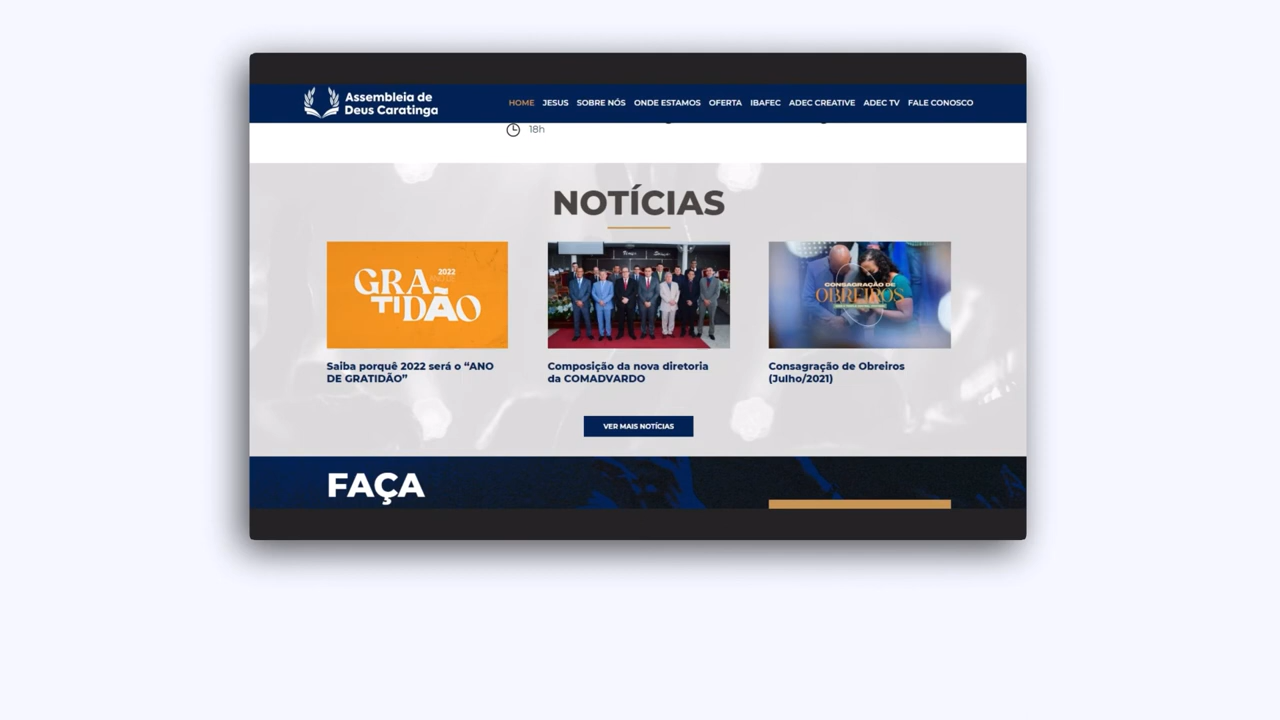 Assembleia de
Deus Caratinga
HOME JESUS SOBRE NÓS ONDE ESTAMOS OFERTA IBAFEC ADEC CREATIVE ADEC TV FALE CONOSCO
18h
NOTÍCIAS
2022
GRA
TIDÃO
CONSAGRAÇÃO DE
OBREIROS
Saiba porquê 2022 será o “ANO
DE GRATIDÃO”
Composição da nova diretoria
da COMADVARDO
Consagração de Obreiros
(Julho/2021)
VER MAIS NOTÍCIAS
FAÇA